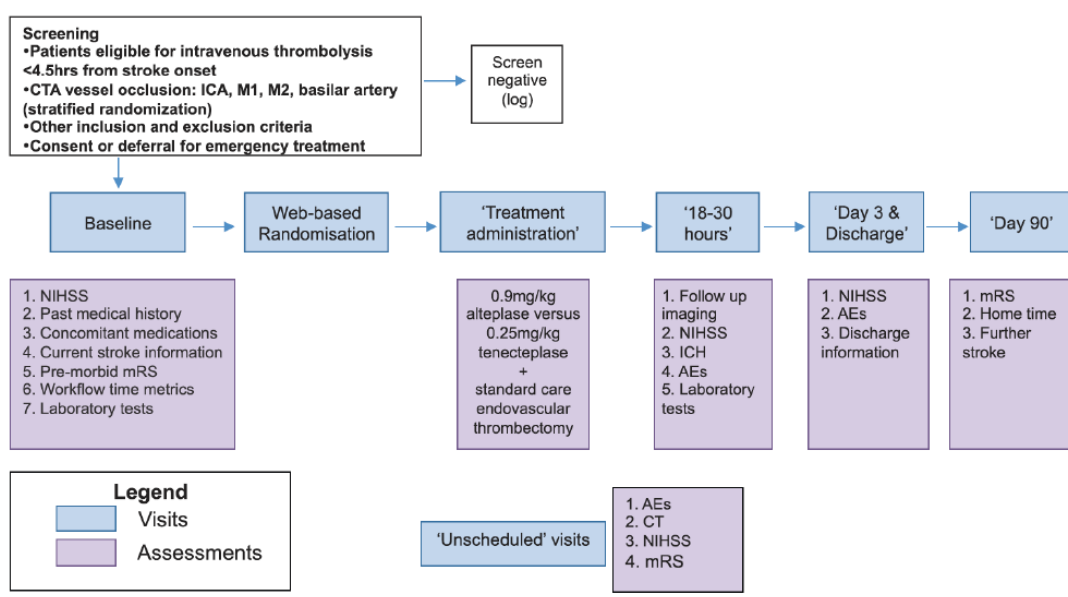 Screening
•Patients eligible for intravenous thrombolysis
<4.5hrs from stroke onset
•CTA vessel occlusion: ICA, M1, M2, basilar artery
(stratified randomization)
•Other inclusion and exclusion criteria
•Consent or deferral for emergency treatment
Screen
negative
(log)
Baseline
Web-based
Randomisation
‘Treatment
administration’
‘18-30
hours’
‘Day 3 &
Discharge’
‘Day 90’
1. NIHSS
2. Past medical history
3. Concomitant medications
4. Current stroke information
5. Pre-morbid mRS
6. Workflow time metrics
7. Laboratory tests
0.9mg/kg
alteplase versus
0.25mg/kg
tenecteplase
+
standard care
endovascular
thrombectomy
1. Follow up
imaging
2. NIHSS
3. ICH
4. AEs
5. Laboratory
tests
1. NIHSS
2. AEs
3. Discharge
information
1. mRS
2. Home time
3. Further
stroke
Legend
Visits
Assessments
‘Unscheduled’ visits
1. AEs
2. CT
3. NIHSS
4. mRS